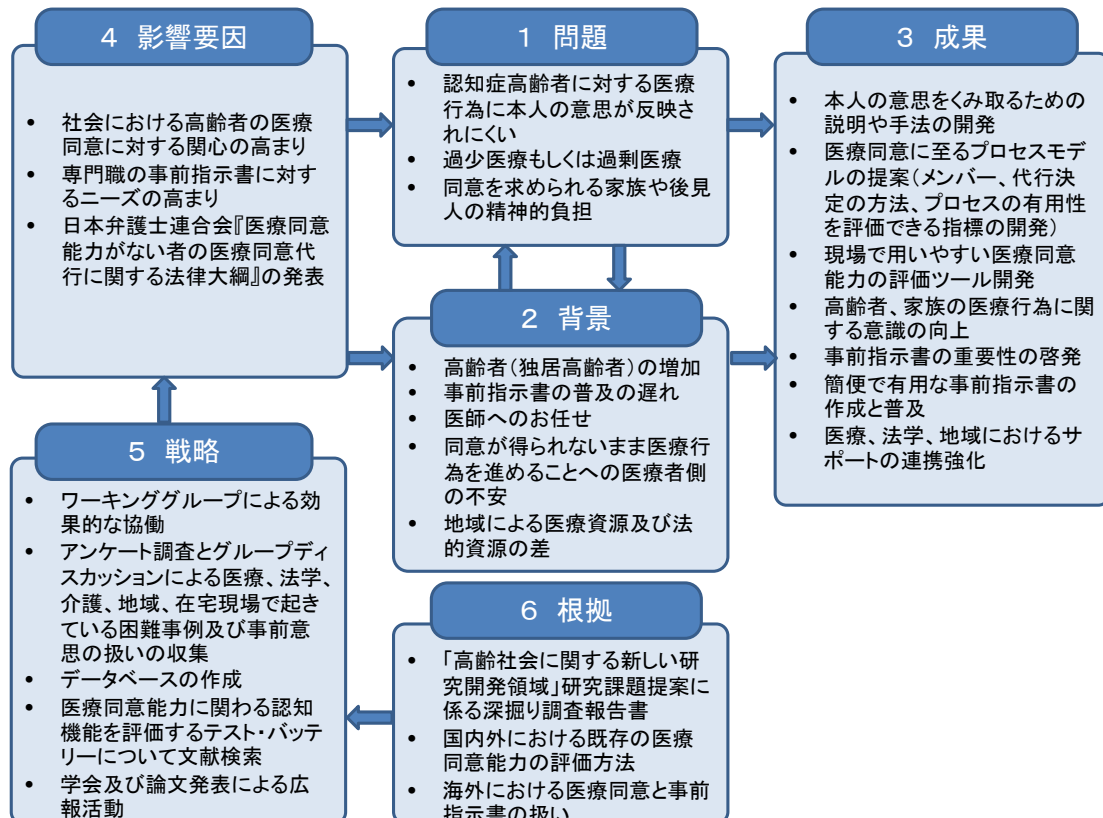 4 影響要因
• 社会における高齢者の医療
同意に対する関心の高まり
• 専門職の事前指示書に対す
るニーズの高まり
• 日本弁護士連合会『医療同意
能力がない者の医療同意代
行に関する法律大綱』の発表
1 問題
• 認知症高齢者に対する医療
行為に本人の意思が反映さ
れにくい
• 過少医療もしくは過剰医療
• 同意を求められる家族や後見
人の精神的負担
3 成果
• 本人の意思をくみ取るための
説明や手法の開発
• 医療同意に至るプロセスモデ
ルの提案(メンバー、代行決
定の方法、プロセスの有用性
を評価できる指標の開発)
• 現場で用いやすい医療同意
能力の評価ツール開発
• 高齢者、家族の医療行為に関
する意識の向上
• 事前指示書の重要性の啓発
• 簡便で有用な事前指示書の
作成と普及
• 医療、法学、地域におけるサ
ポートの連携強化
2 背景
• 高齢者(独居高齢者)の増加
• 事前指示書の普及の遅れ
• 医師へのお任せ
• 同意が得られないまま医療行
為を進めることへの医療者側
の不安
• 地域による医療資源及び法
的資源の差
5 戦略
• ワーキンググループによる効
果的な協働
• アンケート調査とグループディ
スカッションによる医療、法学、
介護、地域、在宅現場で起き
ている困難事例及び事前意
思の扱いの収集
• データベースの作成
• 医療同意能力に関わる認知
機能を評価するテスト・バッテ
リーについて文献検索
• 学会及び論文発表による広
報活動
6 根拠
• 「高齢社会に関する新しい研
究開発領域」研究課題提案に
係る深掘り調査報告書
• 国内外における既存の医療
同意能力の評価方法
• 海外における医療同意と事前
指示書の扱い